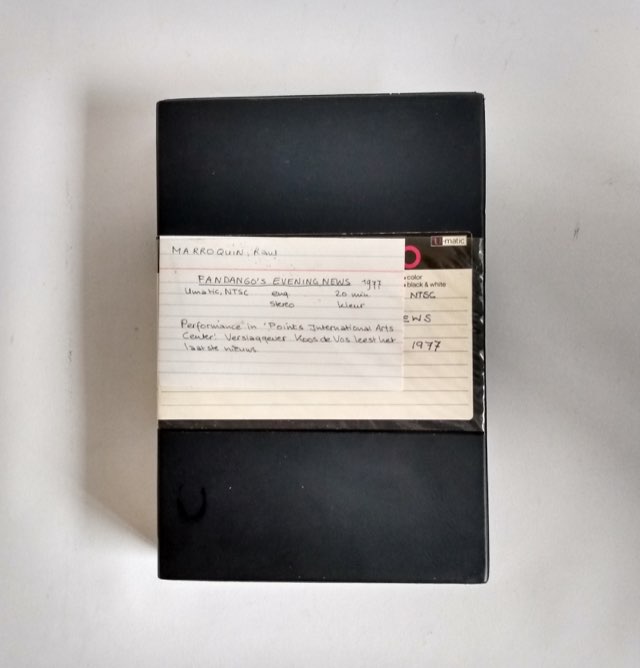 MARROQUIN, Raul
FANDANGO'S EVENING NEWS 1977
Umatic, NTSC eng 20 min
stereo kleur
Performance in 'Points International Arts
Center'. Verslaggever Koos de Vos leest het
laatste nieuws.
U-matic
color
black & white
NTSC
EWS
1977